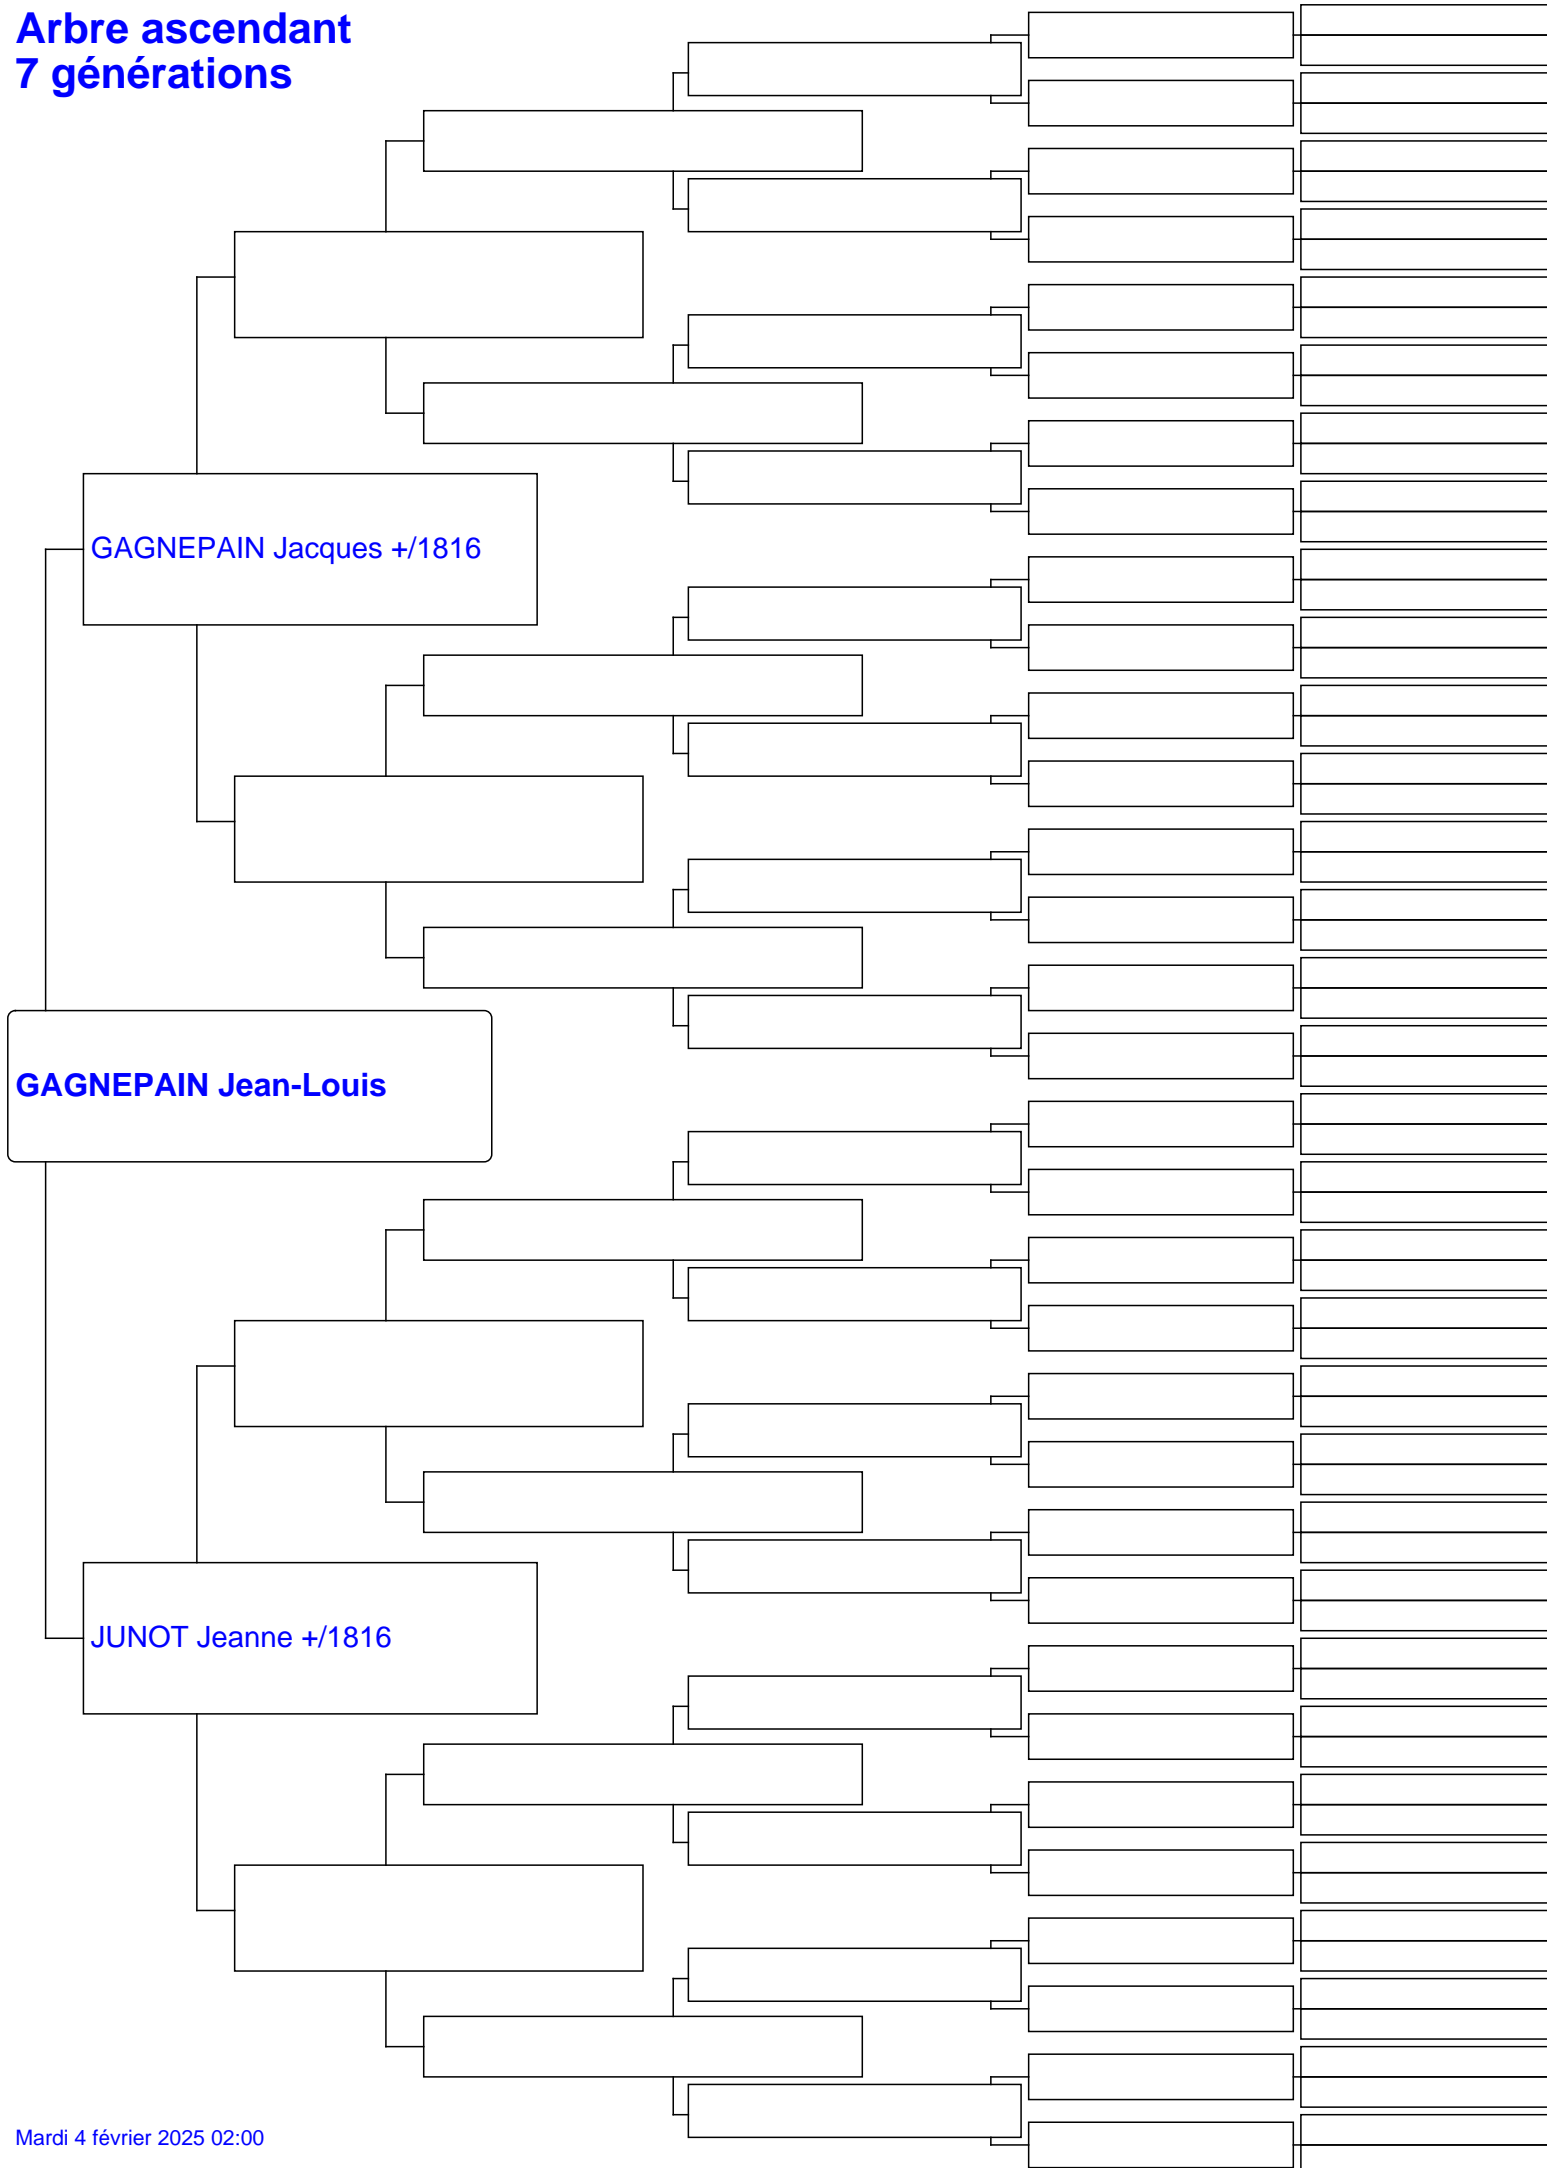 Arbre ascendant
7 générations
GAGNEPAIN Jacques +/1816
GAGNEPAIN Jean-Louis
JUNOT Jeanne +/1816
Mardi 4 février 2025 02:00